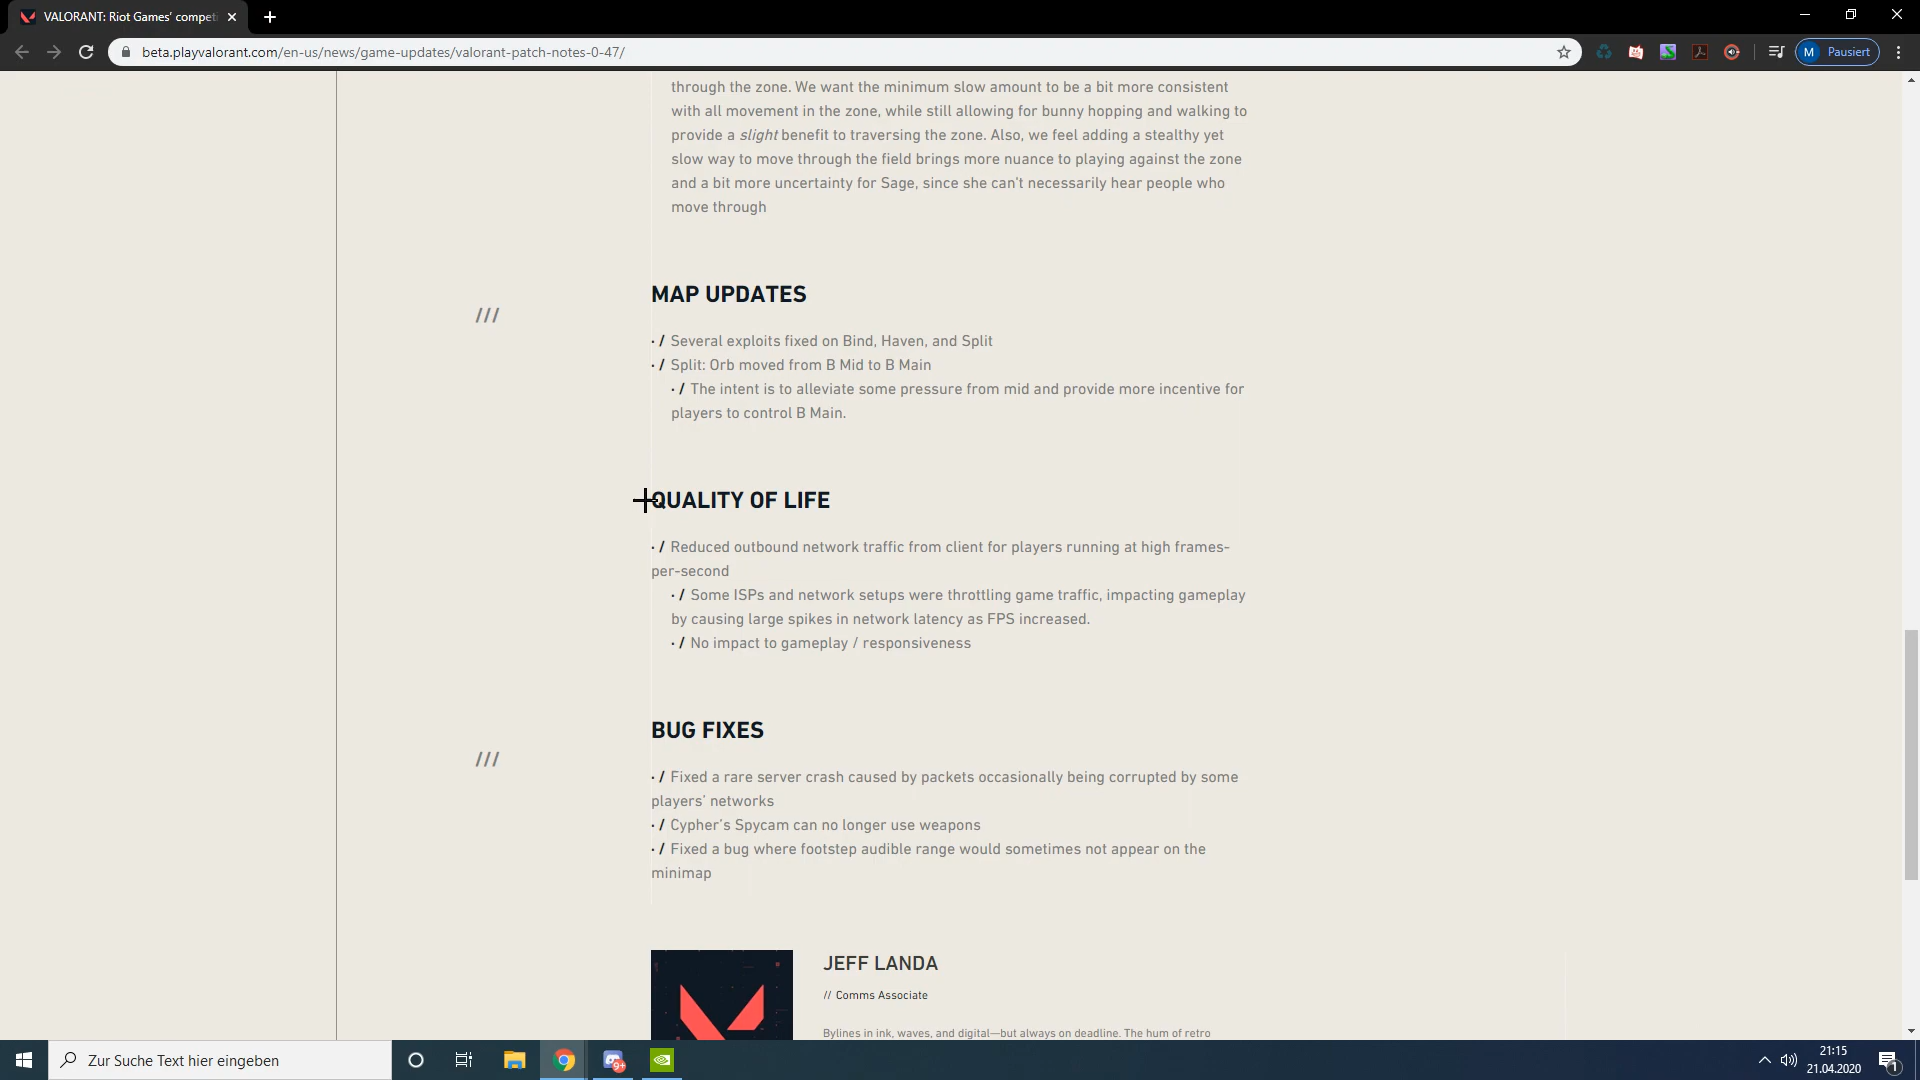 VALORANT: Riot Games' competi
beta.playvalorant.com/en-us/news/game-updates/valorant-patch-notes-0-47/
M Pausiert
through the zone. We want the minimum slow amount to be a bit more consistent
with all movement in the zone, while still allowing for bunny hopping and walking to
provide a slight benefit to traversing the zone. Also, we feel adding a stealthy yet
slow way to move through the field brings more nuance to playing against the zone
and a bit more uncertainty for Sage, since she can't necessarily hear people who
move through
MAP UPDATES
///
· / Several exploits fixed on Bind, Haven, and Split
· / Split: Orb moved from B Mid to B Main
· / The intent is to alleviate some pressure from mid and provide more incentive for
players to control B Main.
QUALITY OF LIFE
· / Reduced outbound network traffic from client for players running at high frames-
per-second
· / Some ISPs and network setups were throttling game traffic, impacting gameplay
by causing large spikes in network latency as FPS increased.
· / No impact to gameplay / responsiveness
BUG FIXES
///
· / Fixed a rare server crash caused by packets occasionally being corrupted by some
players' networks
· / Cypher's Spycam can no longer use weapons
· / Fixed a bug where footstep audible range would sometimes not appear on the
minimap
JEFF LANDA
// Comms Associate
Bylines in ink, waves, and digital—but always on deadline. The hum of retro
Zur Suche Text hier eingeben
9+
21:15
21.04.2020
1